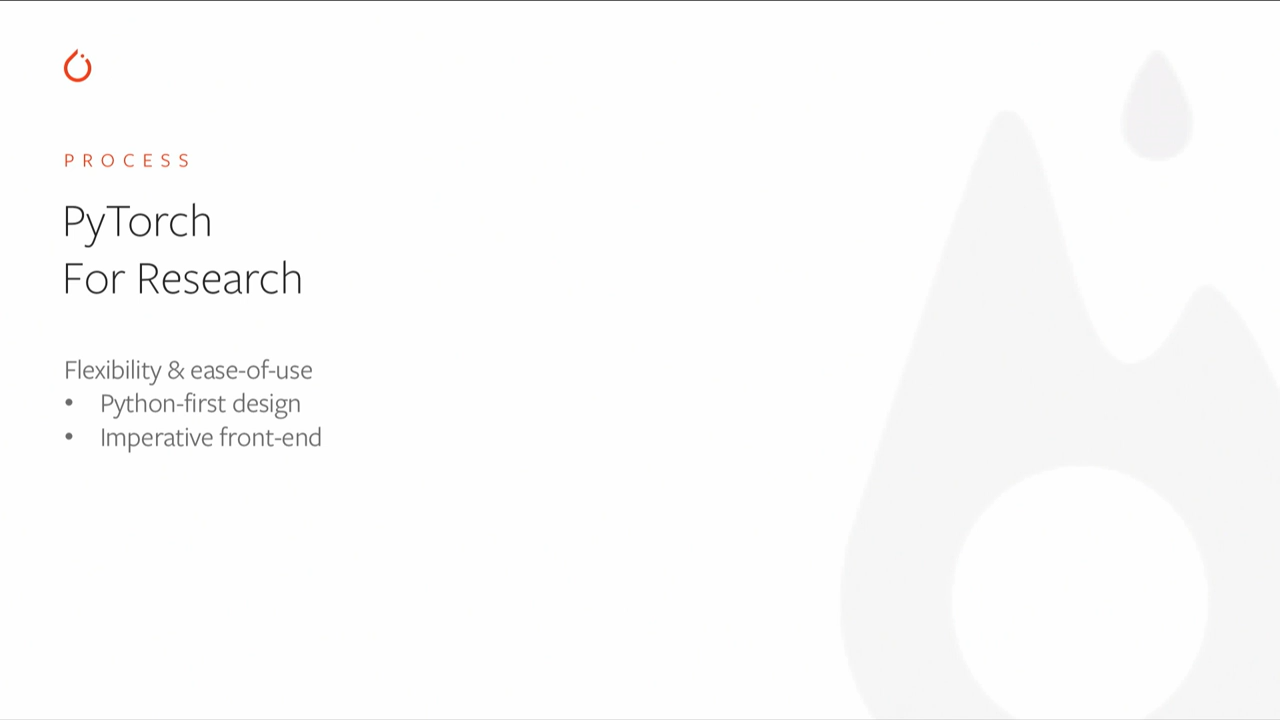 PROCESS
PyTorch
For Research
Flexibility & ease-of-use
• Python-first design
• Imperative front-end